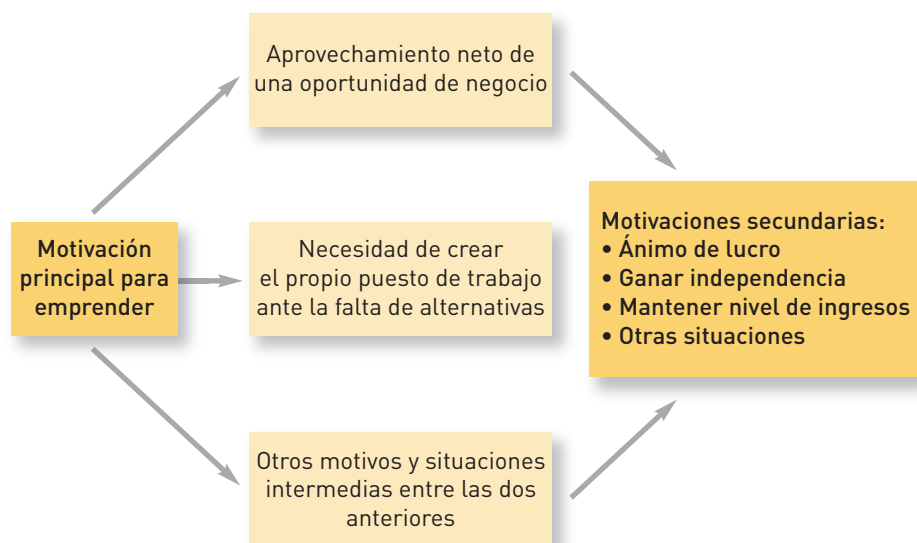 Aprovechamiento neto de
una oportunidad de negocio
Motivación
principal para
emprender
Necesidad de crear
el propio puesto de trabajo
ante la falta de alternativas
Otros motivos y situaciones
intermedias entre las dos
anteriores
Motivaciones secundarias:
• Ánimo de lucro
• Ganar independencia
• Mantener nivel de ingresos
• Otras situaciones